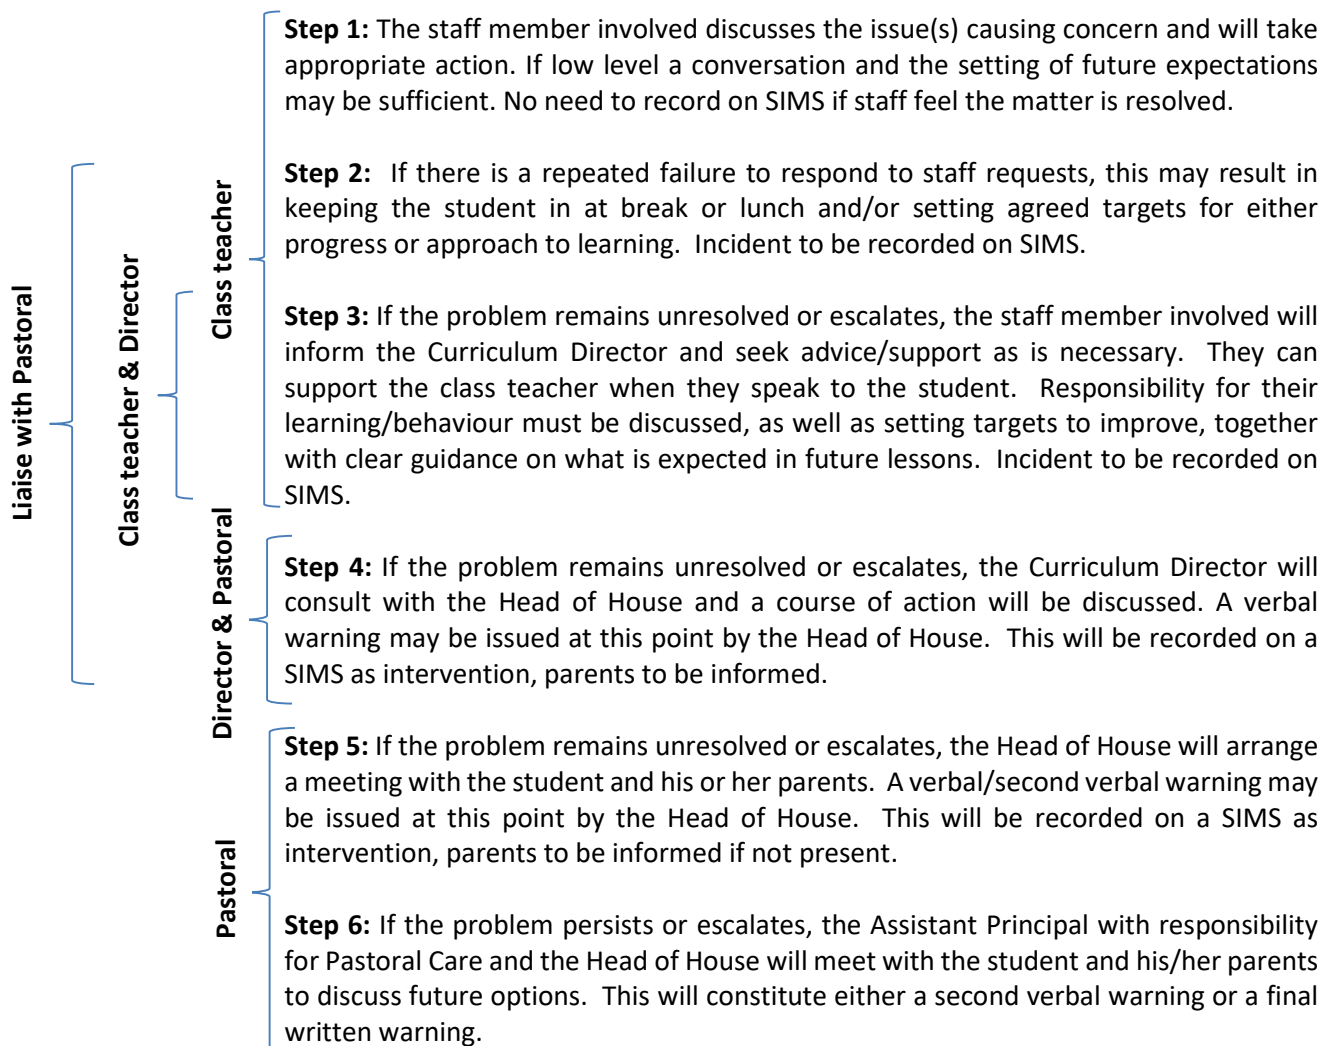 Step 1: The staff member involved discusses the issue(s) causing concern and will take
appropriate action. If low level a conversation and the setting of future expectations
may be sufficient. No need to record on SIMS if staff feel the matter is resolved.
Step 2: If there is a repeated failure to respond to staff requests, this may result in
keeping the student in at break or lunch and/or setting agreed targets for either
progress or approach to learning. Incident to be recorded on SIMS.
Step 3: If the problem remains unresolved or escalates, the staff member involved will
inform the Curriculum Director and seek advice/support as is necessary. They can
support the class teacher when they speak to the student. Responsibility for their
learning/behaviour must be discussed, as well as setting targets to improve, together
with clear guidance on what is expected in future lessons. Incident to be recorded on
SIMS.
Step 4: If the problem remains unresolved or escalates, the Curriculum Director will
consult with the Head of House and a course of action will be discussed. A verbal
warning may be issued at this point by the Head of House. This will be recorded on a
SIMS as intervention, parents to be informed.
Step 5: If the problem remains unresolved or escalates, the Head of House will arrange
a meeting with the student and his or her parents. A verbal/second verbal warning may
be issued at this point by the Head of House. This will be recorded on a SIMS as
intervention, parents to be informed if not present.
Step 6: If the problem persists or escalates, the Assistant Principal with responsibility
for Pastoral Care and the Head of House will meet with the student and his/her parents
to discuss future options. This will constitute either a second verbal warning or a final
written warning.
Liaise with Pastoral
Class teacher & Director
Class teacher
Director & Pastoral
Pastoral